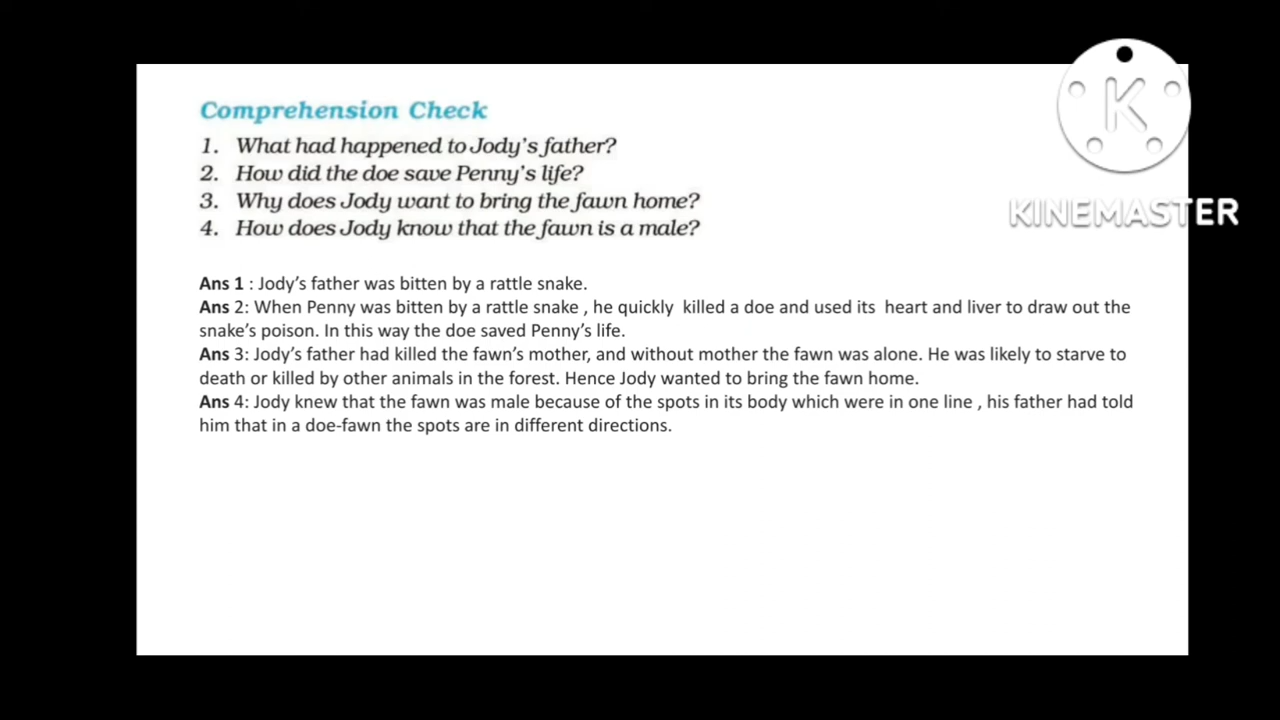 Comprehension Check
1. What had happened to Jody's father?
2. How did the doe save Penny's life?
3. Why does Jody want to bring the fawn home?
4. How does Jody know that the fawn is a male?
K
KINEMASTER
Ans 1 : Jody's father was bitten by a rattle snake.
Ans 2: When Penny was bitten by a rattle snake , he quickly  killed a doe and used its  heart and liver to draw out the
snake's poison. In this way the doe saved Penny's life.
Ans 3: Jody's father had killed the fawn's mother, and without mother the fawn was alone. He was likely to starve to
death or killed by other animals in the forest. Hence Jody wanted to bring the fawn home.
Ans 4: Jody knew that the fawn was male because of the spots in its body which were in one line , his father had told
him that in a doe-fawn the spots are in different directions.